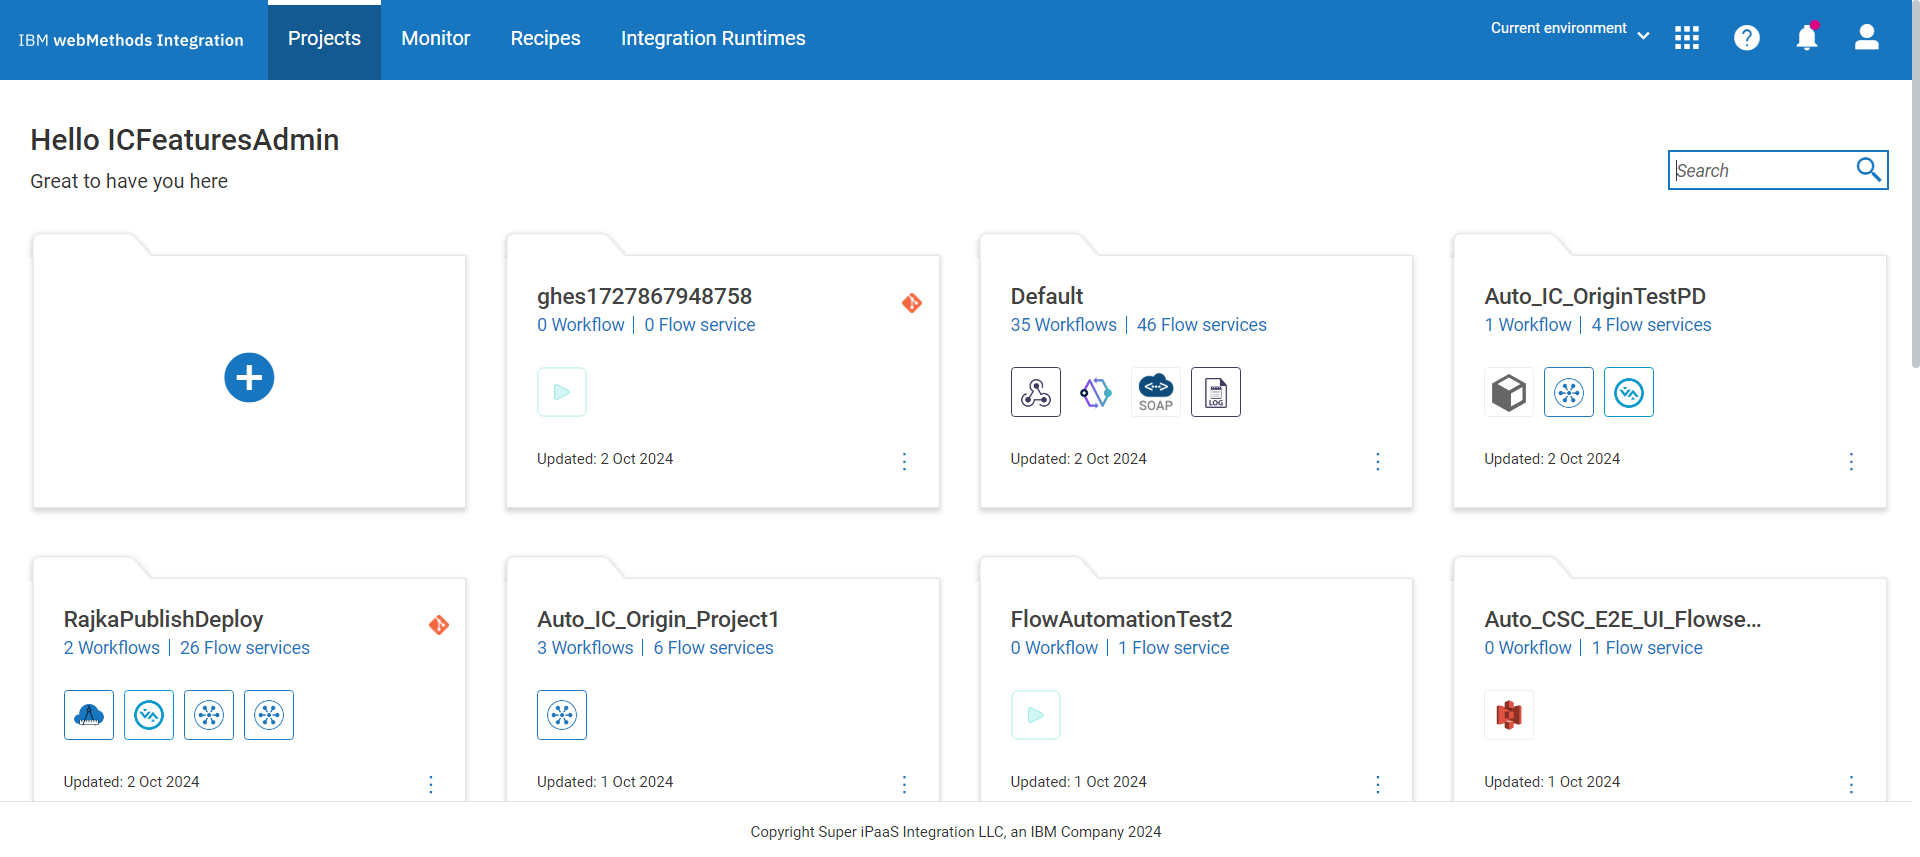 IBM webMethods Integration
Projects
Monitor
Recipes
Integration Runtimes
Current environment
Hello ICFeaturesAdmin
Great to have you here
Search
ghes1727867948758
0 Workflow | 0 Flow service
Updated: 2 Oct 2024
Default
35 Workflows | 46 Flow services
SOAP
LOG
Updated: 2 Oct 2024
Auto_IC_OriginTestPD
1 Workflow | 4 Flow services
Updated: 2 Oct 2024
RajkaPublishDeploy
2 Workflows | 26 Flow services
Updated: 2 Oct 2024
Auto_IC_Origin_Project1
3 Workflows | 6 Flow services
Updated: 1 Oct 2024
FlowAutomationTest2
0 Workflow | 1 Flow service
Updated: 1 Oct 2024
Auto_CSC_E2E_UI_Flowse...
0 Workflow | 1 Flow service
Updated: 1 Oct 2024
Copyright Super iPaaS Integration LLC, an IBM Company 2024